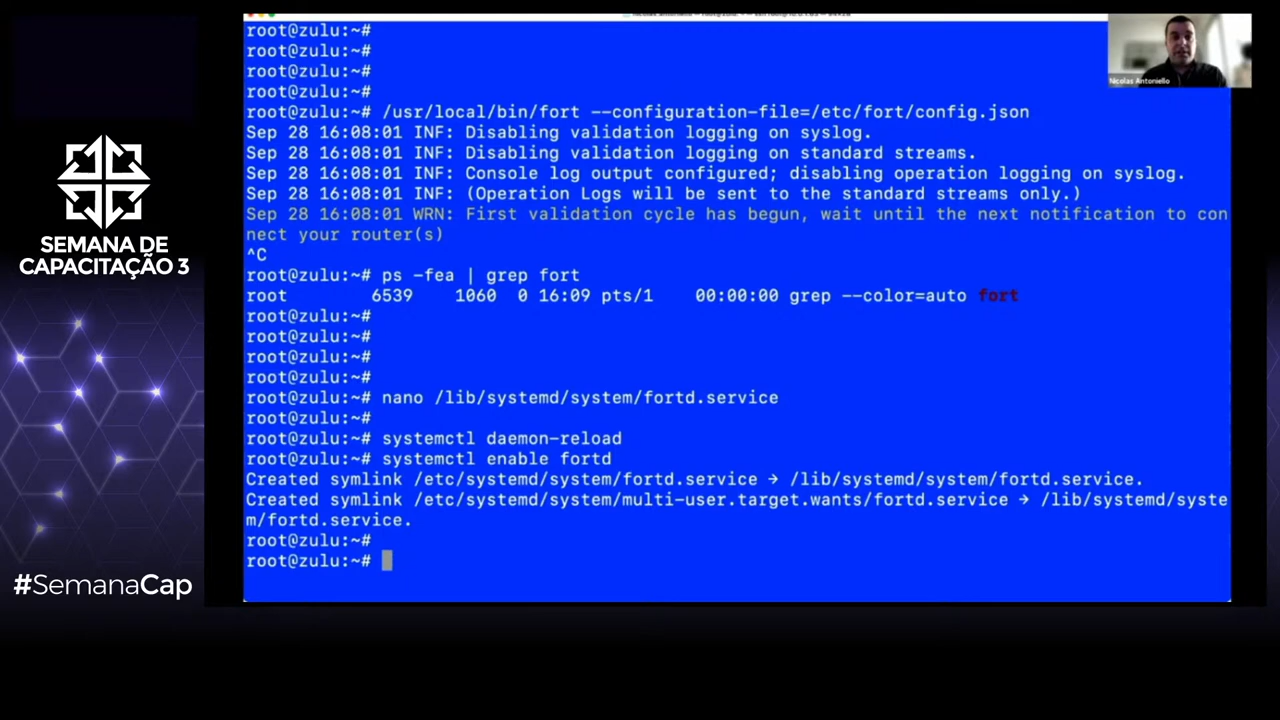 root@zulu:~#
root@zulu:~#
root@zulu:~#
root@zulu:~#
root@zulu:~# /usr/local/bin/fort --configuration-file=/etc/fort/config.json
Sep 28 16:08:01 INF: Disabling validation logging on syslog.
Sep 28 16:08:01 INF: Disabling validation logging on standard streams.
Sep 28 16:08:01 INF: Console log output configured; disabling operation logging on syslog.
Sep 28 16:08:01 INF: (Operation Logs will be sent to the standard streams only.)
Sep 28 16:08:01 WRN: First validation cycle has begun, wait until the next notification to con
nect your router(s)
^C
root@zulu:~# ps -fea | grep fort
root 6539 1060 0 16:09 pts/1 00:00:00 grep --color=auto fort
root@zulu:~#
root@zulu:~#
root@zulu:~#
root@zulu:~#
root@zulu:~# nano /lib/systemd/system/fortd.service
root@zulu:~#
root@zulu:~# systemctl daemon-reload
root@zulu:~# systemctl enable fortd
Created symlink /etc/systemd/system/fortd.service → /lib/systemd/system/fortd.service.
Created symlink /etc/systemd/system/multi-user.target.wants/fortd.service → /lib/systemd/syste
m/fortd.service.
root@zulu:~#
root@zulu:~#
Nicolas Antoniello
SEMANA DE
CAPACITAÇÃO 3
#SemanaCap